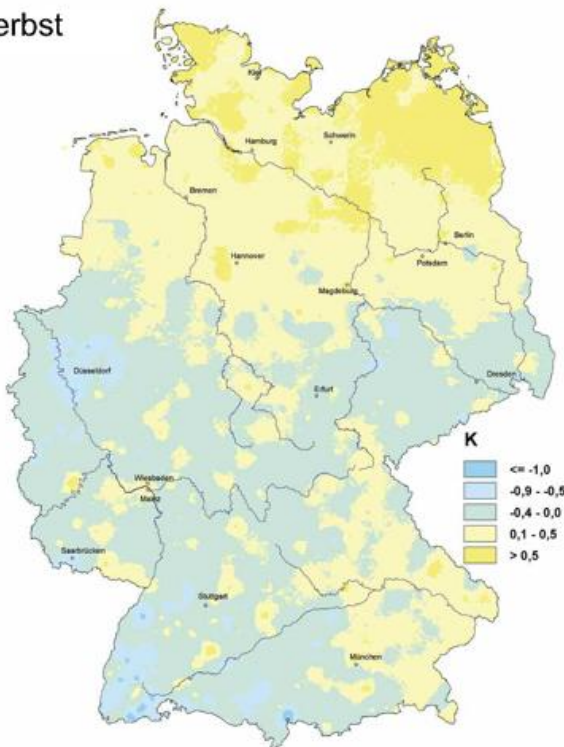 erbst
Kiel
Hamburg
Schwerin
Bremen
Berlin
Hannover
Potsdam
Magdeburg
Düsseldorf
Erfurt
Dresden
K
<= -1,0
-0,9 - -0,5
-0,4 - 0,0
0,1 - 0,5
> 0,5
Wiesbaden
Mainz
Saarbrücken
Stuttgart
München